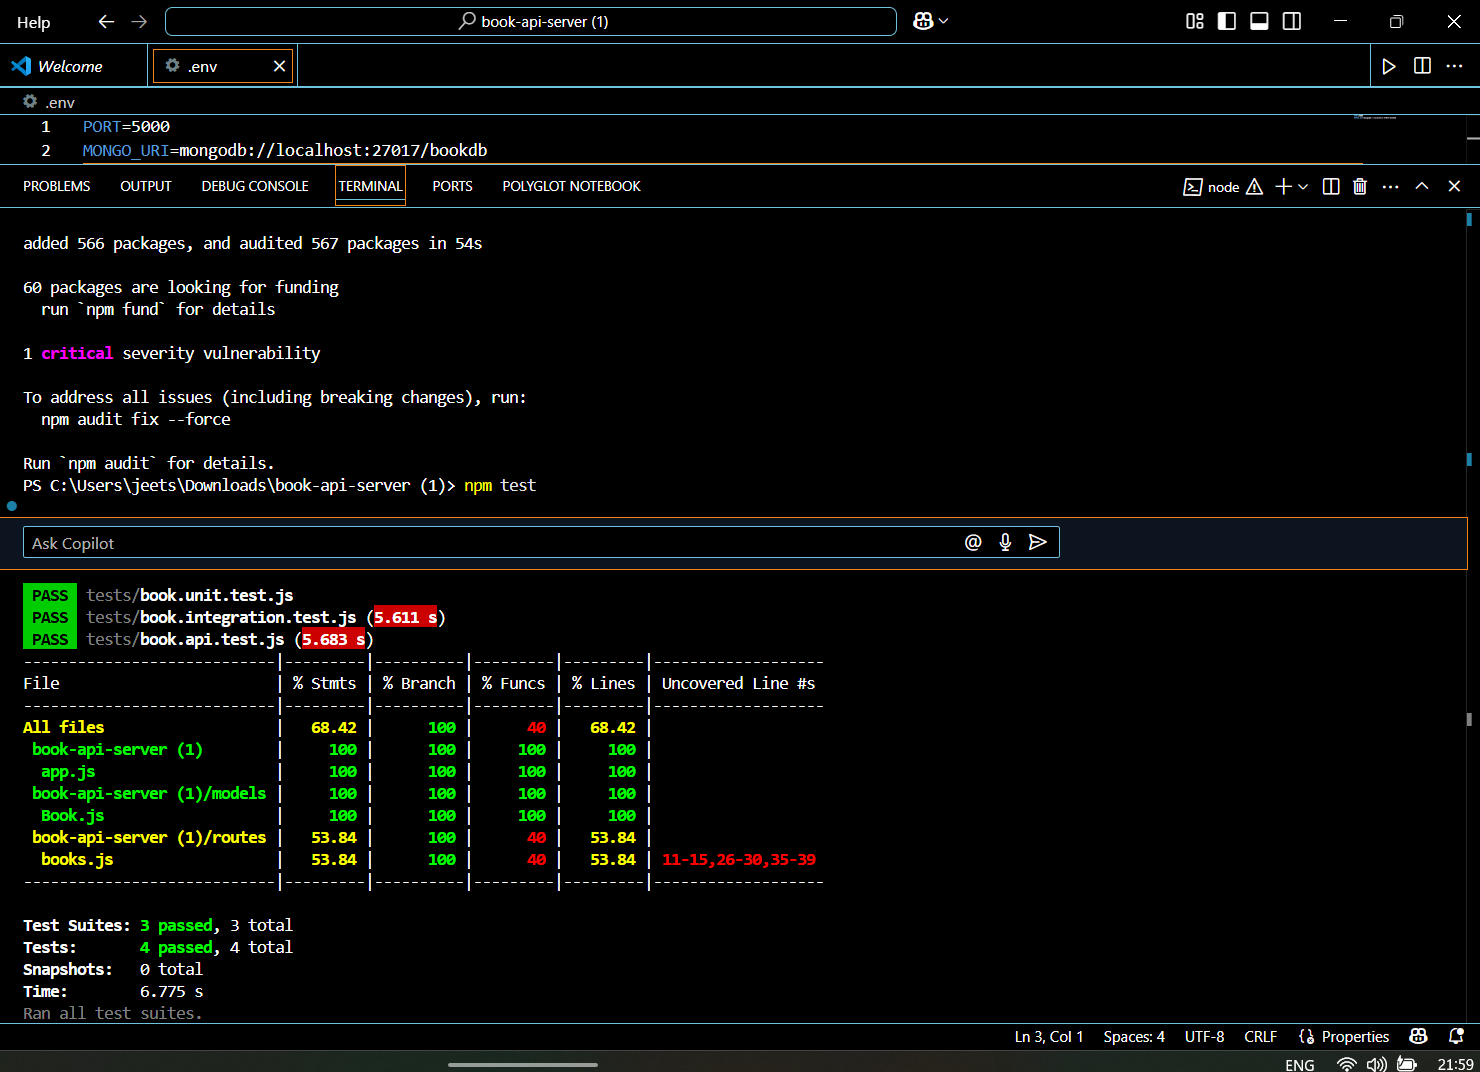 Help
book-api-server (1)
Welcome
.env
.env
1 PORT=5000
2 MONGO_URI=mongodb://localhost:27017/bookdb
PROBLEMS OUTPUT DEBUG CONSOLE TERMINAL PORTS POLYGLOT NOTEBOOK
node
added 566 packages, and audited 567 packages in 54s
60 packages are looking for funding
  run `npm fund` for details
1 critical severity vulnerability
To address all issues (including breaking changes), run:
  npm audit fix --force
Run `npm audit` for details.
PS C:\Users\jeets\Downloads\book-api-server (1)> npm test
Ask Copilot
PASS tests/book.unit.test.js
PASS tests/book.integration.test.js (5.611 s)
PASS tests/book.api.test.js (5.683 s)
----------------------------|---------|----------|---------|---------|-------------------
File                        | % Stmts | % Branch | % Funcs | % Lines | Uncovered Line #s
----------------------------|---------|----------|---------|---------|-------------------
All files                   |   68.42 |      100 |      40 |   68.42 |
 book-api-server (1)        |     100 |      100 |     100 |     100 |
  app.js                    |     100 |      100 |     100 |     100 |
 book-api-server (1)/models |     100 |      100 |     100 |     100 |
  Book.js                   |     100 |      100 |     100 |     100 |
 book-api-server (1)/routes |   53.84 |      100 |      40 |   53.84 |
  books.js                  |   53.84 |      100 |      40 |   53.84 | 11-15,26-30,35-39
----------------------------|---------|----------|---------|---------|-------------------
Test Suites: 3 passed, 3 total
Tests:       4 passed, 4 total
Snapshots:   0 total
Time:        6.775 s
Ran all test suites.
Ln 3, Col 1 Spaces: 4 UTF-8 CRLF Properties
ENG 21:59